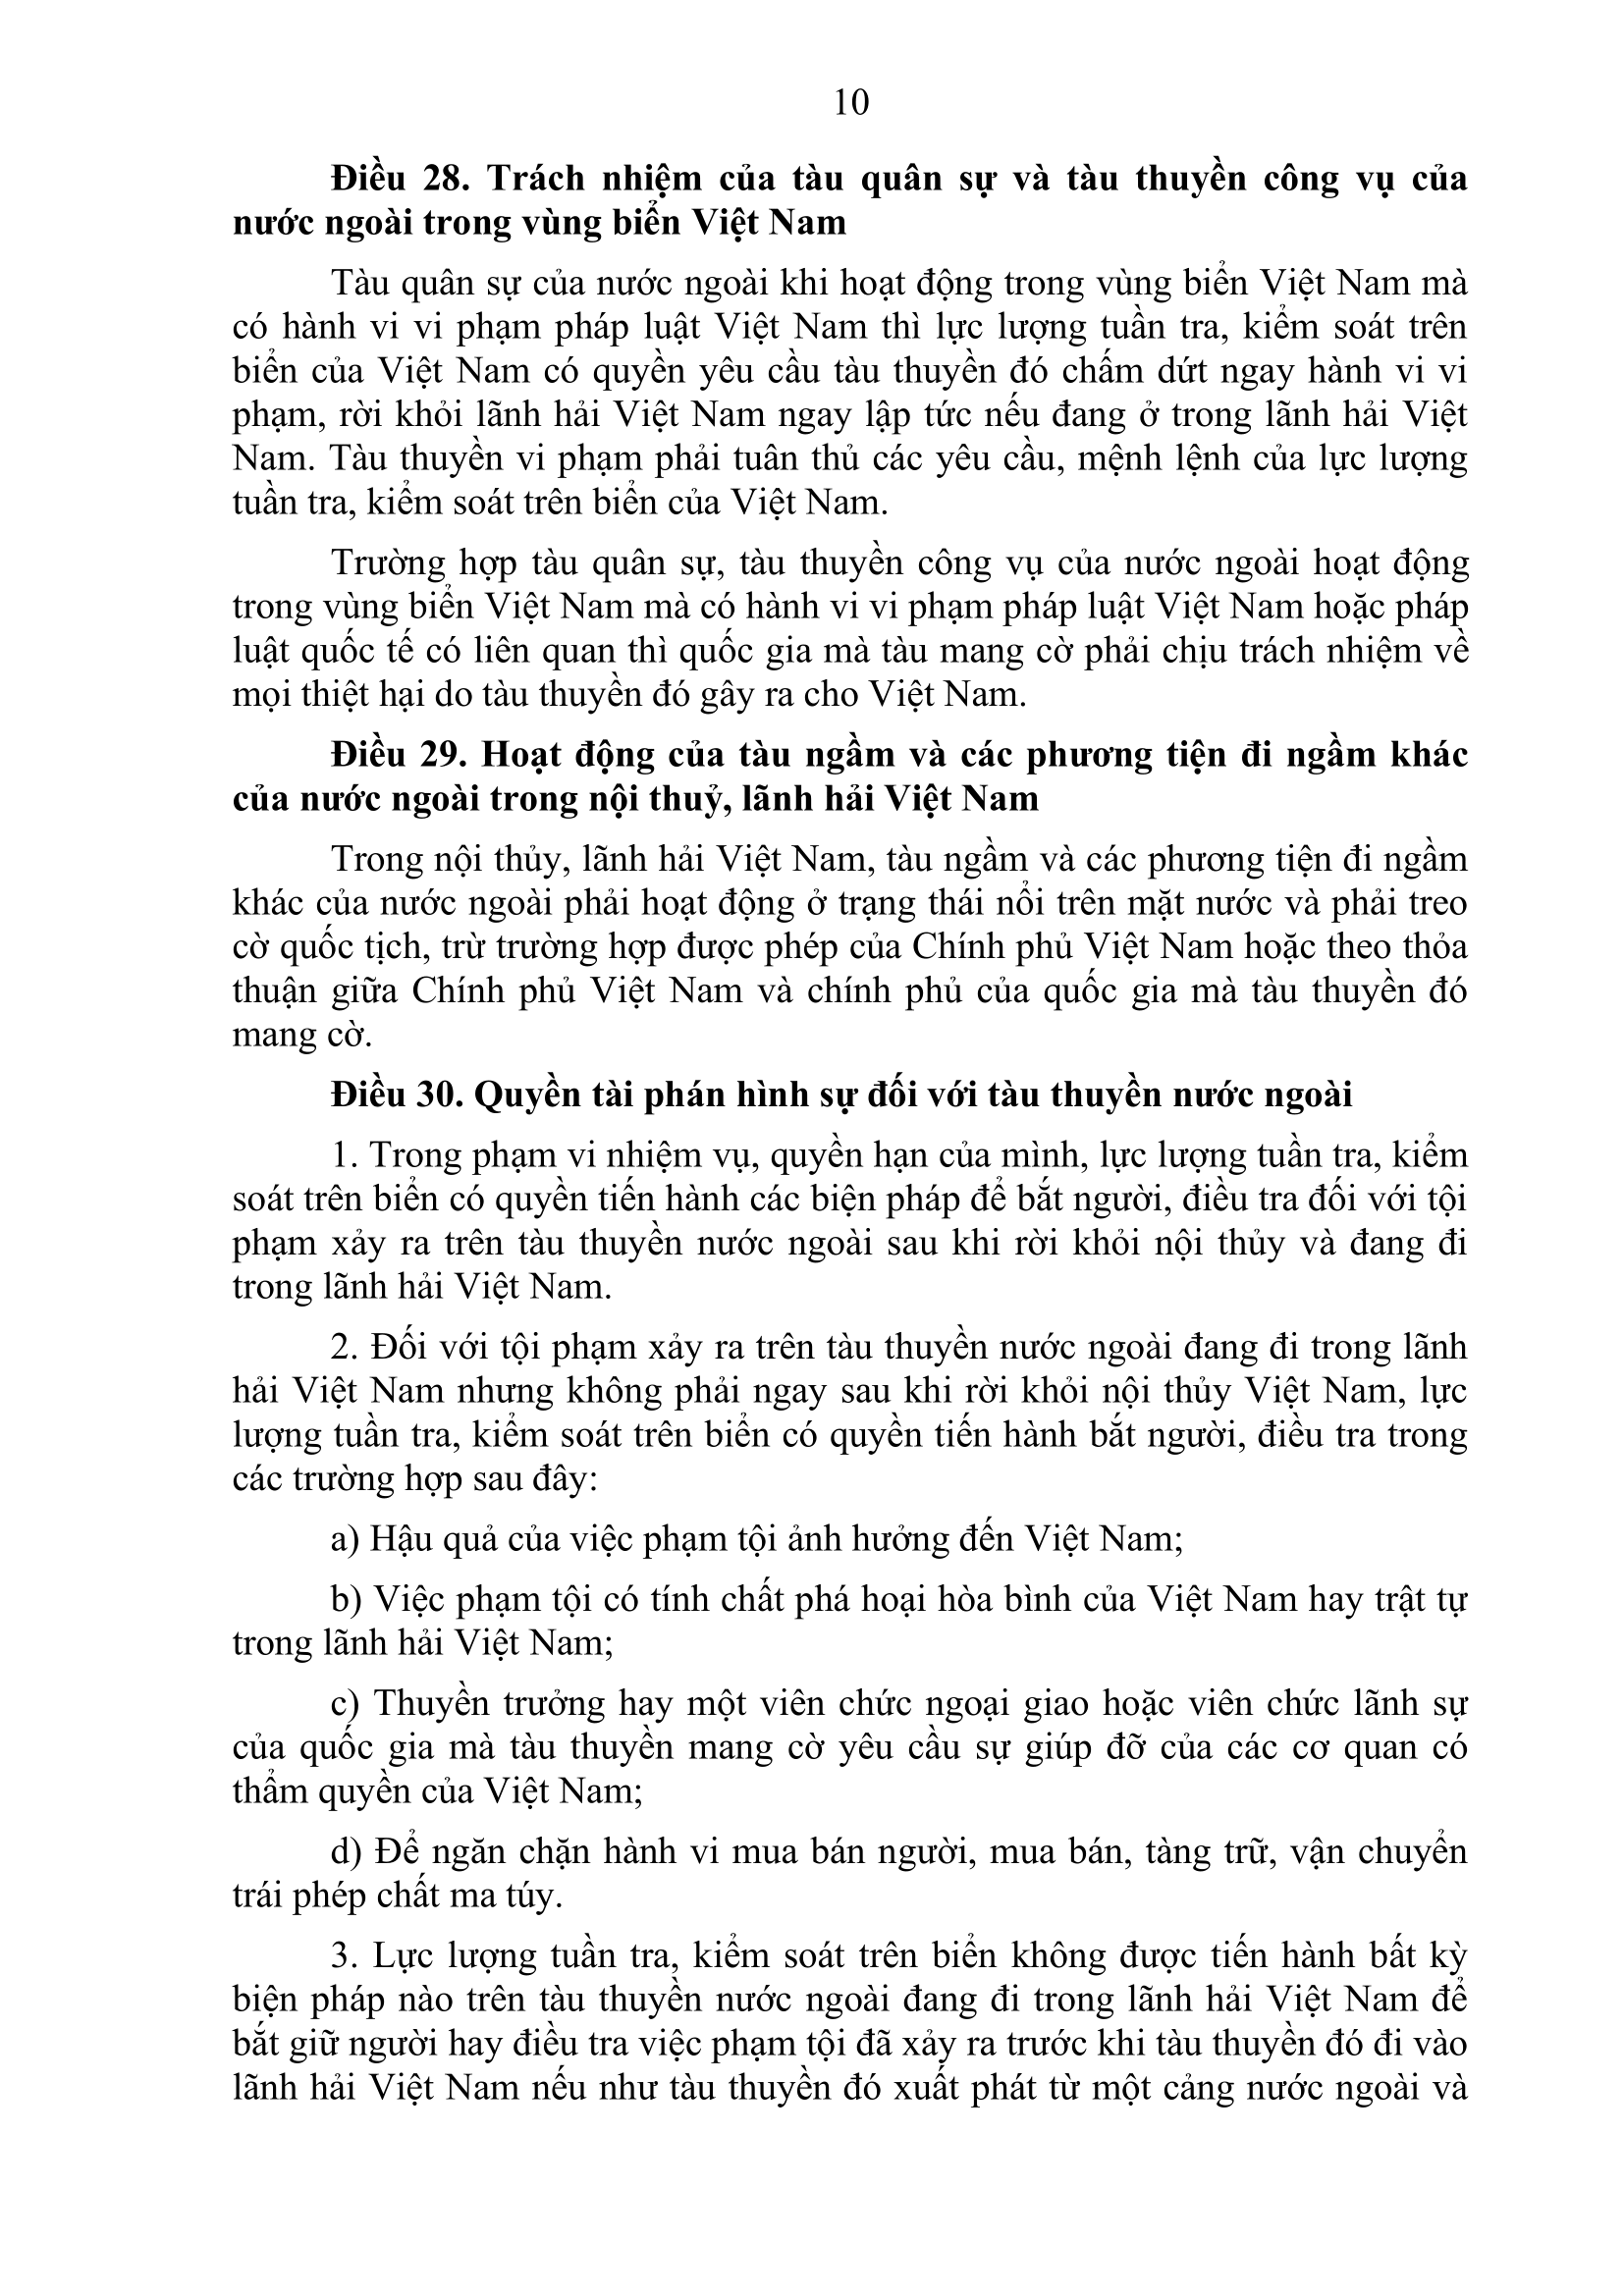 10
Điều 28. Trách nhiệm của tàu quân sự và tàu thuyền công vụ của
nước ngoài trong vùng biển Việt Nam
Tàu quân sự của nước ngoài khi hoạt động trong vùng biển Việt Nam mà
có hành vi vi phạm pháp luật Việt Nam thì lực lượng tuần tra, kiểm soát trên
biển của Việt Nam có quyền yêu cầu tàu thuyền đó chấm dứt ngay hành vi vi
phạm, rời khỏi lãnh hải Việt Nam ngay lập tức nếu đang ở trong lãnh hải Việt
Nam. Tàu thuyền vi phạm phải tuân thủ các yêu cầu, mệnh lệnh của lực lượng
tuần tra, kiểm soát trên biển của Việt Nam.
Trường hợp tàu quân sự, tàu thuyền công vụ của nước ngoài hoạt động
trong vùng biển Việt Nam mà có hành vi vi phạm pháp luật Việt Nam hoặc pháp
luật quốc tế có liên quan thì quốc gia mà tàu mang cờ phải chịu trách nhiệm về
mọi thiệt hại do tàu thuyền đó gây ra cho Việt Nam.
Điều 29. Hoạt động của tàu ngầm và các phương tiện đi ngầm khác
của nước ngoài trong nội thuỷ, lãnh hải Việt Nam
Trong nội thủy, lãnh hải Việt Nam, tàu ngầm và các phương tiện đi ngầm
khác của nước ngoài phải hoạt động ở trạng thái nổi trên mặt nước và phải treo
cờ quốc tịch, trừ trường hợp được phép của Chính phủ Việt Nam hoặc theo thỏa
thuận giữa Chính phủ Việt Nam và chính phủ của quốc gia mà tàu thuyền đó
mang cờ.
Điều 30. Quyền tài phán hình sự đối với tàu thuyền nước ngoài
1. Trong phạm vi nhiệm vụ, quyền hạn của mình, lực lượng tuần tra, kiểm
soát trên biển có quyền tiến hành các biện pháp để bắt người, điều tra đối với tội
phạm xảy ra trên tàu thuyền nước ngoài sau khi rời khỏi nội thủy và đang đi
trong lãnh hải Việt Nam.
2. Đối với tội phạm xảy ra trên tàu thuyền nước ngoài đang đi trong lãnh
hải Việt Nam nhưng không phải ngay sau khi rời khỏi nội thủy Việt Nam, lực
lượng tuần tra, kiểm soát trên biển có quyền tiến hành bắt người, điều tra trong
các trường hợp sau đây:
a) Hậu quả của việc phạm tội ảnh hưởng đến Việt Nam;
b) Việc phạm tội có tính chất phá hoại hòa bình của Việt Nam hay trật tự
trong lãnh hải Việt Nam;
c) Thuyền trưởng hay một viên chức ngoại giao hoặc viên chức lãnh sự
của quốc gia mà tàu thuyền mang cờ yêu cầu sự giúp đỡ của các cơ quan có
thẩm quyền của Việt Nam;
d) Để ngăn chặn hành vi mua bán người, mua bán, tàng trữ, vận chuyển
trái phép chất ma túy.
3. Lực lượng tuần tra, kiểm soát trên biển không được tiến hành bất kỳ
biện pháp nào trên tàu thuyền nước ngoài đang đi trong lãnh hải Việt Nam để
bắt giữ người hay điều tra việc phạm tội đã xảy ra trước khi tàu thuyền đó đi vào
lãnh hải Việt Nam nếu như tàu thuyền đó xuất phát từ một cảng nước ngoài và